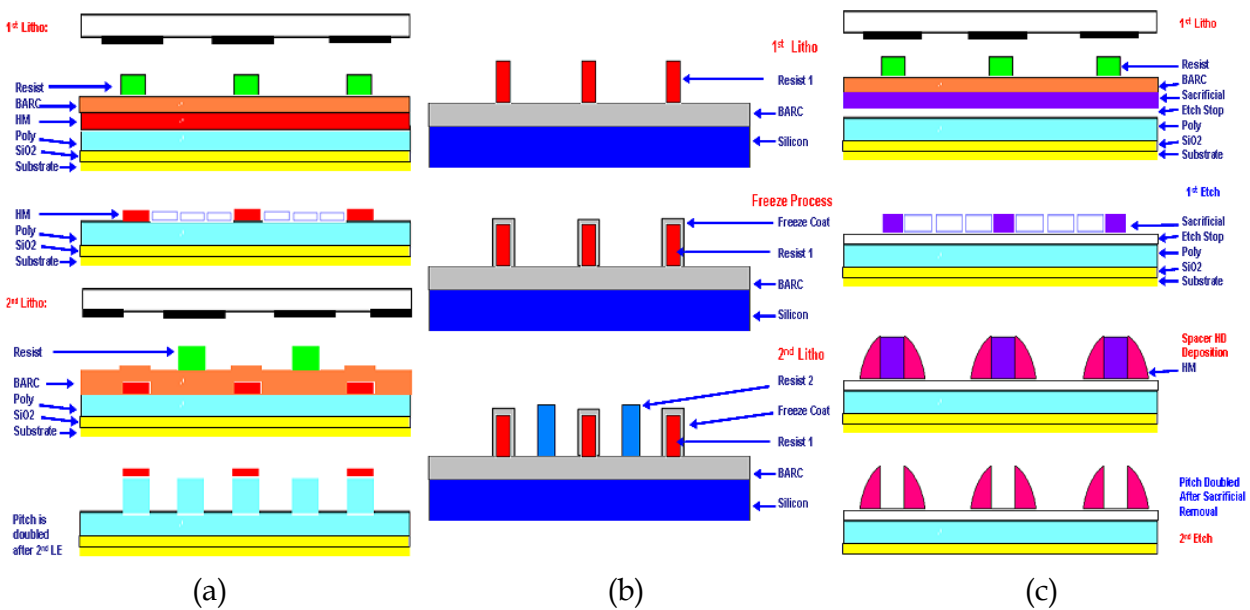 1st Litho:
Resist
BARC
HM
Poly
SiO2
Substrate
HM
Poly
SiO2
Substrate
2nd Litho:
Resist
BARC
Poly
SiO2
Substrate
Pitch is
doubled
after 2nd LE
(a)
1st Litho
Resist 1
BARC
Silicon
Freeze Process
Freeze Coat
Resist 1
BARC
Silicon
2nd Litho
Resist 2
Freeze Coat
Resist 1
BARC
Silicon
(b)
1st Litho
Resist
BARC
Sacrificial
Etch Stop
Poly
SiO2
Substrate
1st Etch
Sacrificial
Etch Stop
Poly
SiO2
Substrate
Spacer HD
Deposition
HM
Pitch Doubled
After Sacrificial
Removal
2nd Etch
(c)